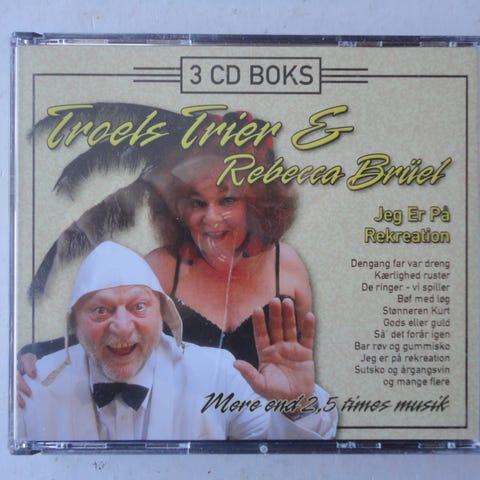 3 CD BOKS
Troels Trier &
Rebecca Brüel
Jeg Er På
Rekreation
Dengang far var dreng
Kærlighed ruster
De ringer - vi spiller
Bøf med løg
Stønneren Kurt
Gods eller guld
Så' det forår igen
Bar røv og gummisko
Jeg er på rekreation
Sutsko og årgangsvin
og mange flere
Mere end 2,5 times musik